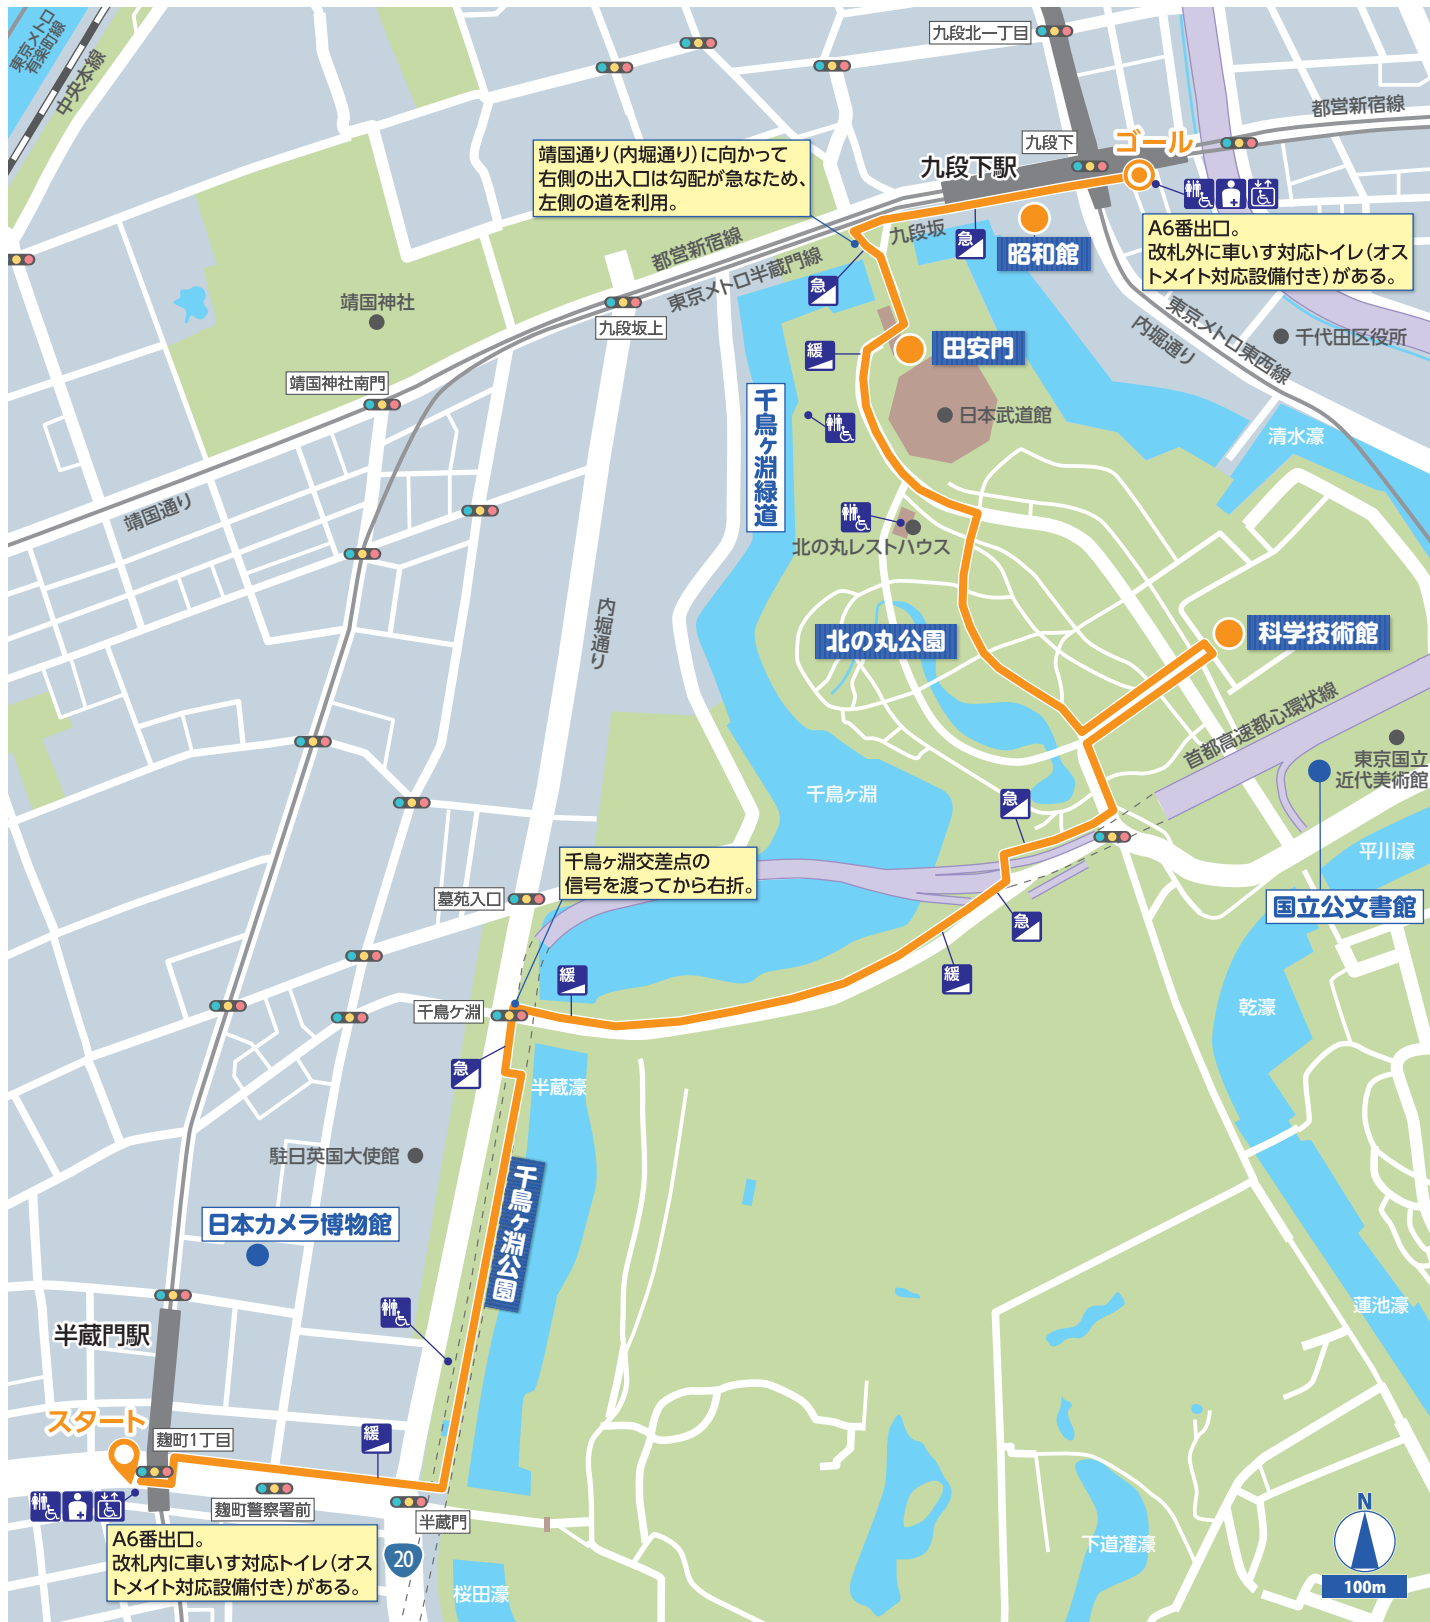 東京メトロ
有楽町線
中央本線
九段北一丁目
都営新宿線
九段下
ゴール
九段下駅
靖国通り(内堀通り)に向かって
右側の出入口は勾配が急なため、
左側の道を利用。
九段坂
急
昭和館
A6番出口。
改札外に車いす対応トイレ(オス
トメイト対応設備付き)がある。
都営新宿線
東京メトロ半蔵門線
急
靖国神社
九段坂上
東京メトロ東西線
内堀通り
千代田区役所
緩
田安門
靖国神社南門
千鳥ヶ淵緑道
日本武道館
清水濠
靖国通り
北の丸レストハウス
内堀通り
北の丸公園
科学技術館
首都高速都心環状線
東京国立
近代美術館
千鳥ヶ淵
急
平川濠
千鳥ヶ淵交差点の
信号を渡ってから右折。
墓苑入口
国立公文書館
急
緩
緩
千鳥ケ淵
乾濠
急
半蔵濠
駐日英国大使館
千鳥ヶ淵公園
日本カメラ博物館
蓮池濠
半蔵門駅
スタート
麹町1丁目
緩
麹町警察署前
半蔵門
A6番出口。
改札内に車いす対応トイレ(オス
トメイト対応設備付き)がある。
20
桜田濠
下道灌濠
N
100m